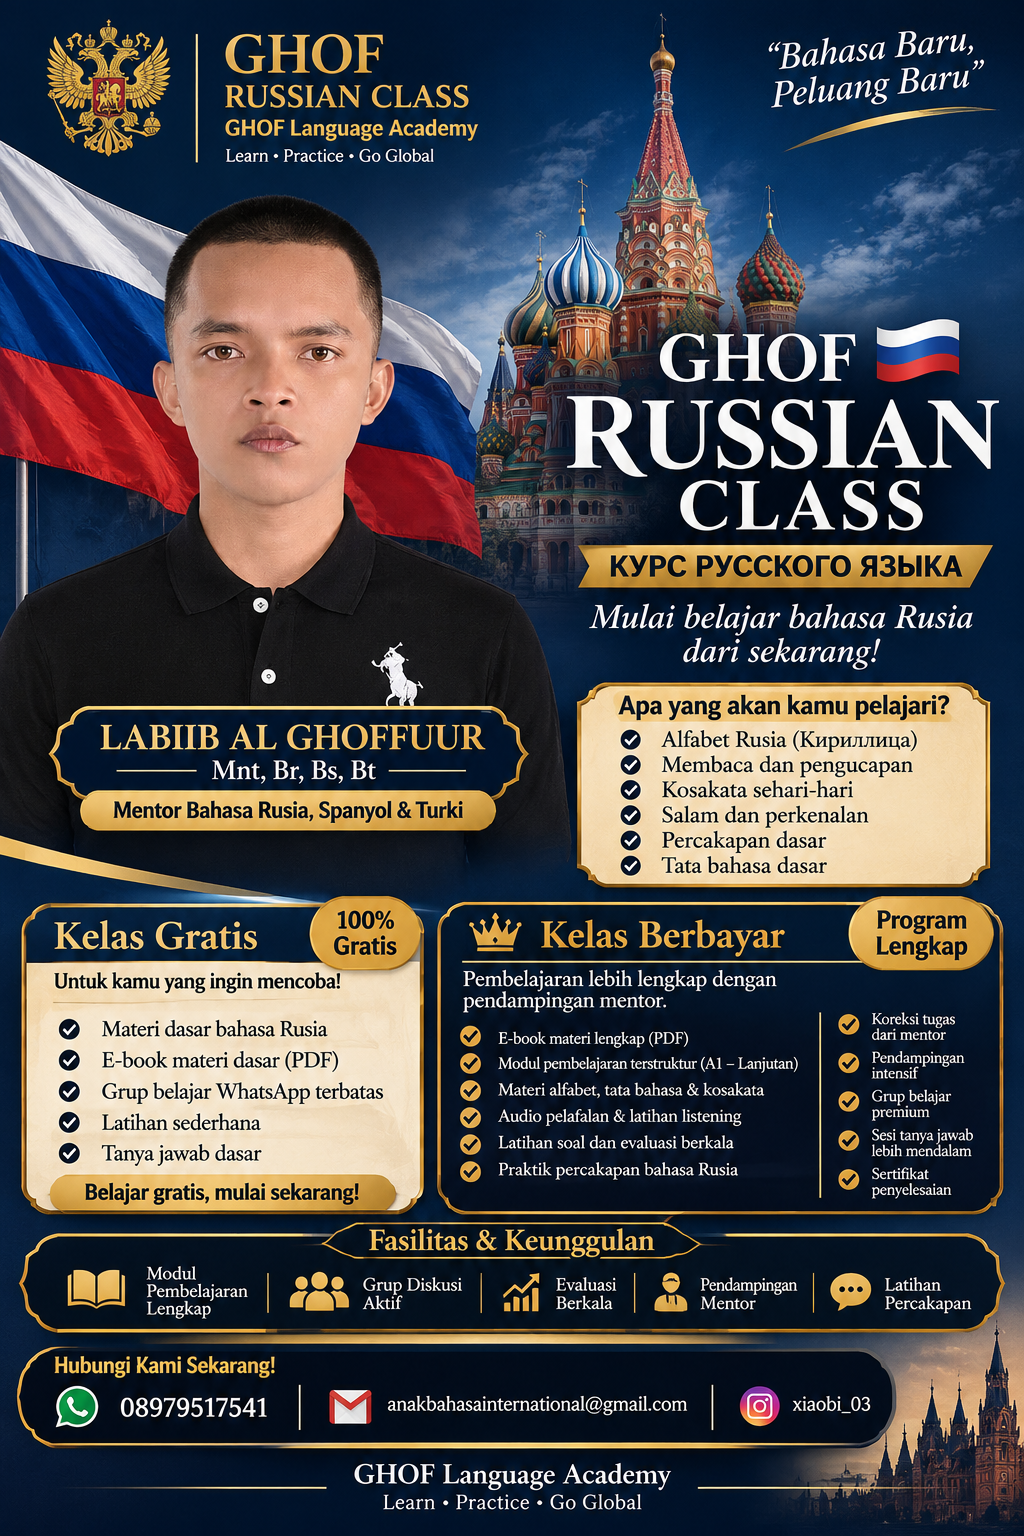 GHOF
RUSSIAN CLASS
GHOF Language Academy
Learn • Practice • Go Global
“Bahasa Baru,
Peluang Baru”
GHOF
RUSSIAN
CLASS
КУРС РУССКОГО ЯЗЫКА
Mulai belajar bahasa Rusia
dari sekarang!
LABIIB AL GHOFFUUR
Mnt, Br, Bs, Bt
Mentor Bahasa Rusia, Spanyol & Turki
Apa yang akan kamu pelajari?
Alfabet Rusia (Кириллица)
Membaca dan pengucapan
Kosakata sehari-hari
Salam dan perkenalan
Percakapan dasar
Tata bahasa dasar
Kelas Gratis
100%
Gratis
Untuk kamu yang ingin mencoba!
Materi dasar bahasa Rusia
E-book materi dasar (PDF)
Grup belajar WhatsApp terbatas
Latihan sederhana
Tanya jawab dasar
Belajar gratis, mulai sekarang!
Kelas Berbayar
Program
Lengkap
Pembelajaran lebih lengkap dengan
pendampingan mentor.
E-book materi lengkap (PDF)
Modul pembelajaran terstruktur (A1 – Lanjutan)
Materi alfabet, tata bahasa & kosakata
Audio pelafalan & latihan listening
Latihan soal dan evaluasi berkala
Praktik percakapan bahasa Rusia
Koreksi tugas
dari mentor
Pendampingan
intensif
Grup belajar
premium
Sesi tanya jawab
lebih mendalam
Sertifikat
penyelesaian
Fasilitas & Keunggulan
Modul
Pembelajaran
Lengkap
Grup Diskusi
Aktif
Evaluasi
Berkala
Pendampingan
Mentor
Latihan
Percakapan
Hubungi Kami Sekarang!
08979517541
anakbahasainternational@gmail.com
xiaobi_03
GHOF Language Academy
Learn • Practice • Go Global